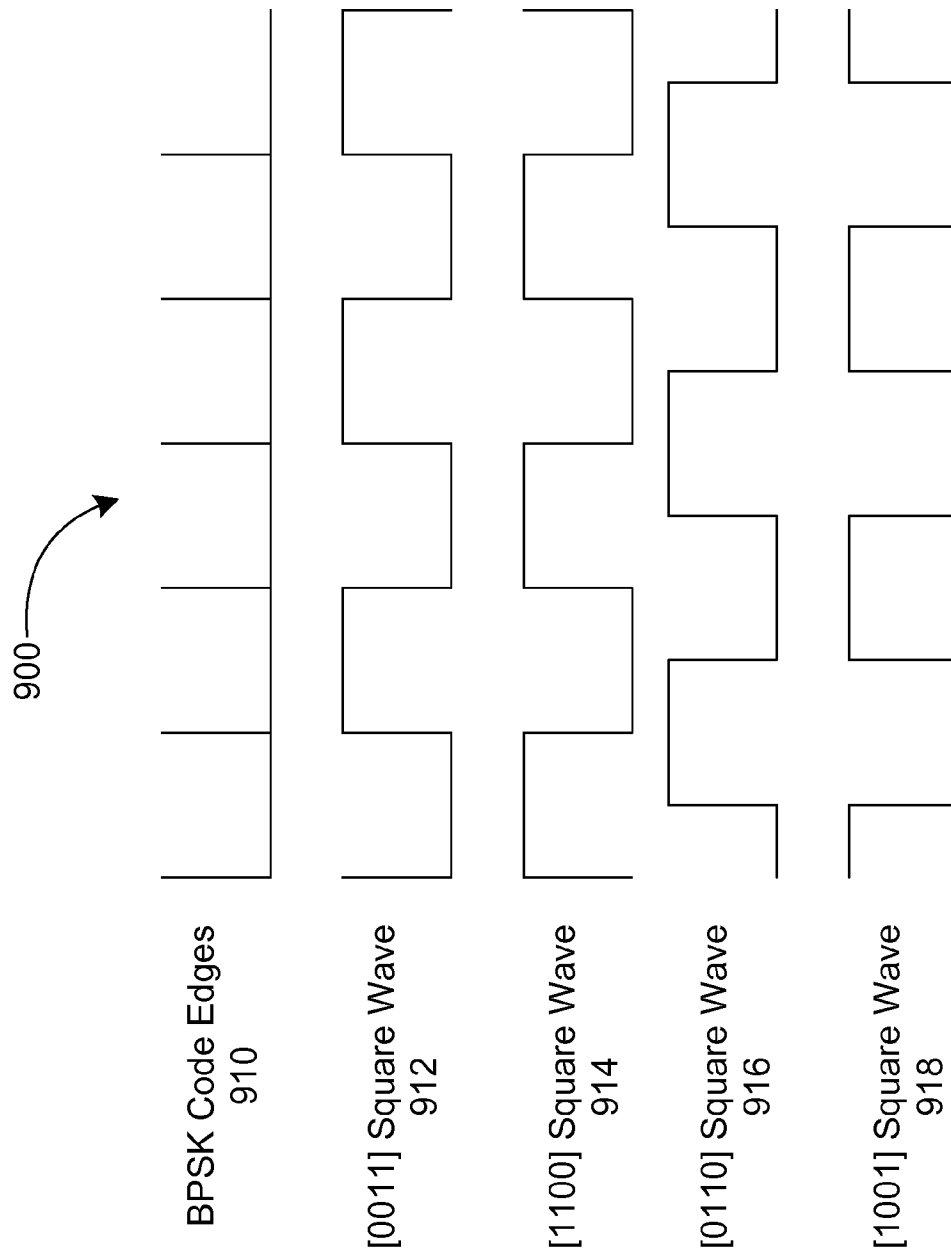 900
BPSK Code Edges
910
[0011] Square Wave
912
[1100] Square Wave
914
[0110] Square Wave
916
[1001] Square Wave
918